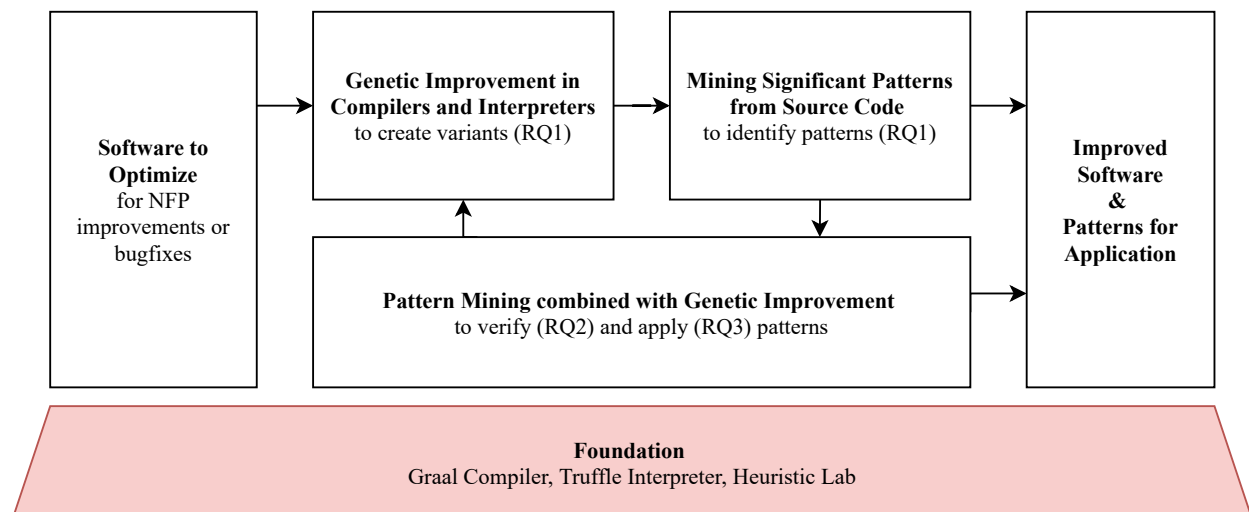 Software to
Optimize
for NFP
improvements or
bugfixes
Genetic Improvement in
Compilers and Interpreters
to create variants (RQ1)
Mining Significant Patterns
from Source Code
to identify patterns (RQ1)
Pattern Mining combined with Genetic Improvement
to verify (RQ2) and apply (RQ3) patterns
Improved
Software
&
Patterns for
Application
Foundation
Graal Compiler, Truffle Interpreter, Heuristic Lab